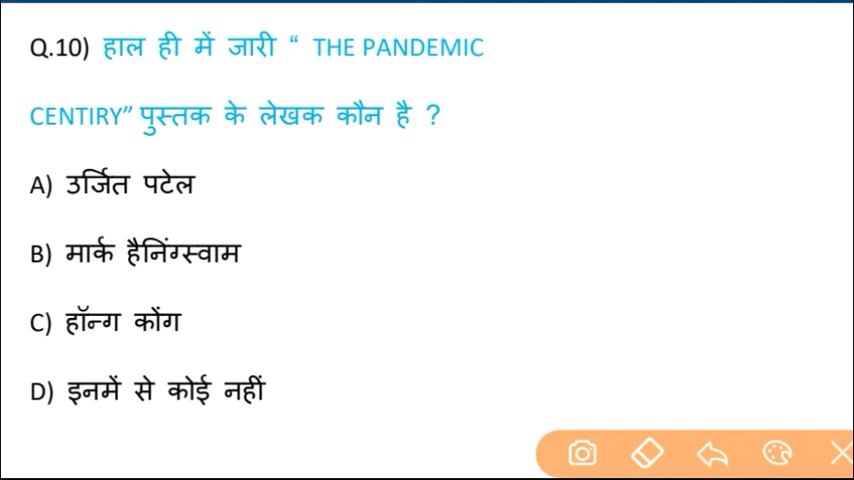 Q.10) हाल ही में जारी “ THE PANDEMIC
CENTIRY” पुस्तक के लेखक कौन है ?
A) उर्जित पटेल
B) मार्क हैनिंग्स्वाम
C) हॉन्ग कोंग
D) इनमें से कोई नहीं